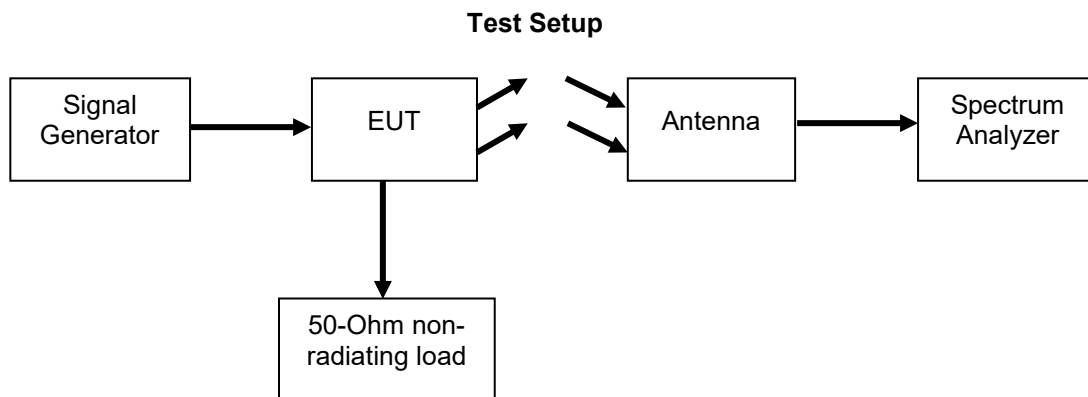 Test Setup
Signal
Generator
EUT
Antenna
Spectrum
Analyzer
50-Ohm non-
radiating load